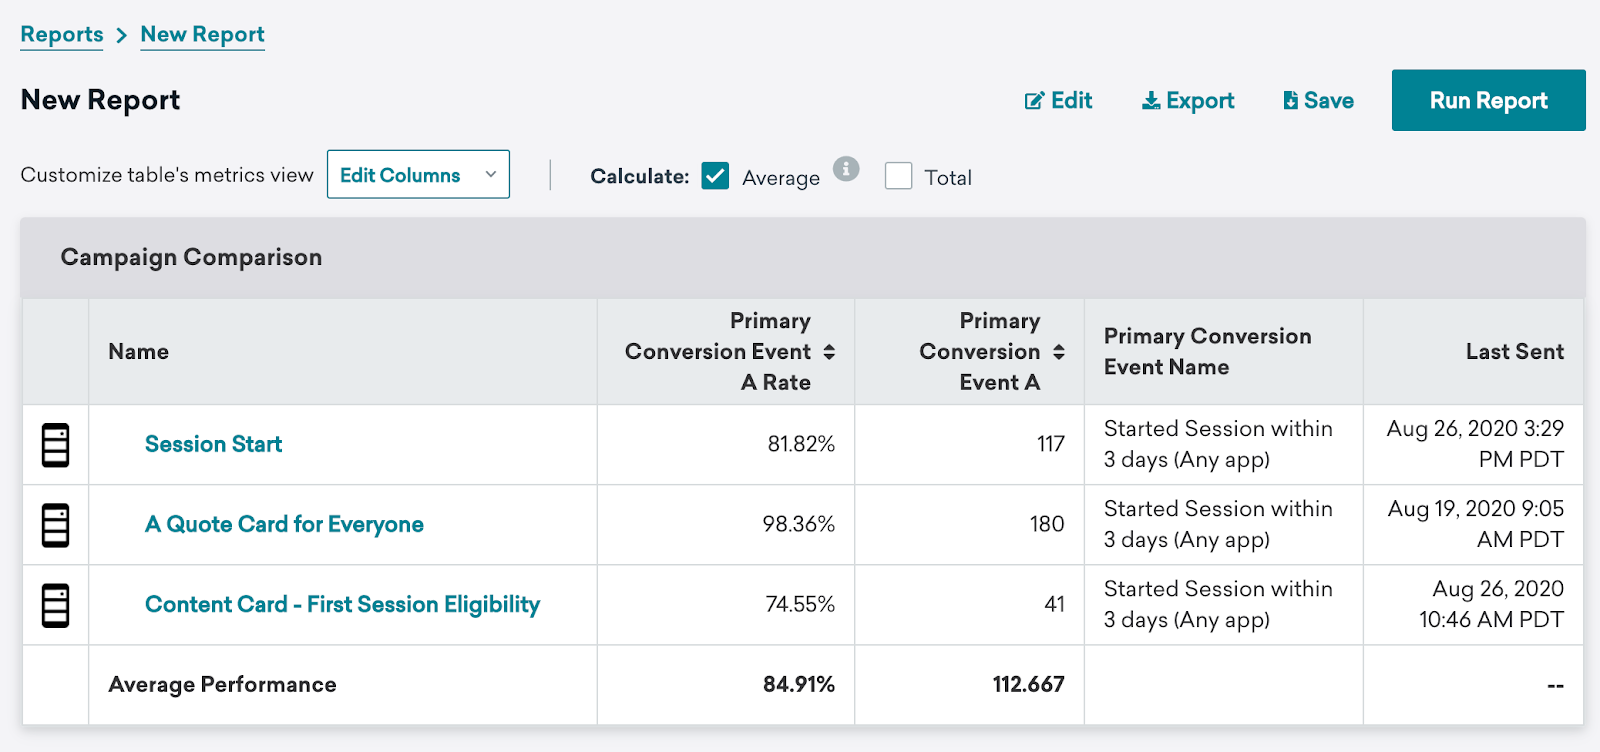 Reports > New Report
New Report
Edit
Export
Save
Run Report
Customize table's metrics view
Edit Columns
Calculate:
Average
Total
Campaign Comparison
Name
Primary
Conversion Event
A Rate
Primary
Conversion
Event A
Primary Conversion
Event Name
Last Sent
Session Start
81.82%
117
Started Session within
3 days (Any app)
Aug 26, 2020 3:29
PM PDT
A Quote Card for Everyone
98.36%
180
Started Session within
3 days (Any app)
Aug 19, 2020 9:05
AM PDT
Content Card - First Session Eligibility
74.55%
41
Started Session within
3 days (Any app)
Aug 26, 2020
10:46 AM PDT
Average Performance
84.91%
112.667
--